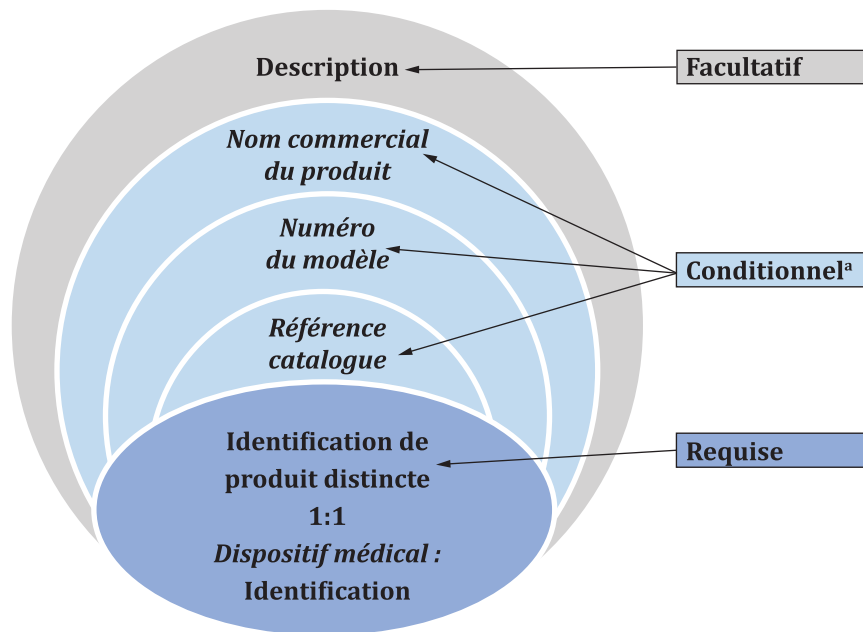 Description
Facultatif
Nom commercial
du produit
Numéro
du modèle
Conditionnelᵃ
Référence
catalogue
Identification de
produit distincte
1:1
Dispositif médical :
Identification
Requise